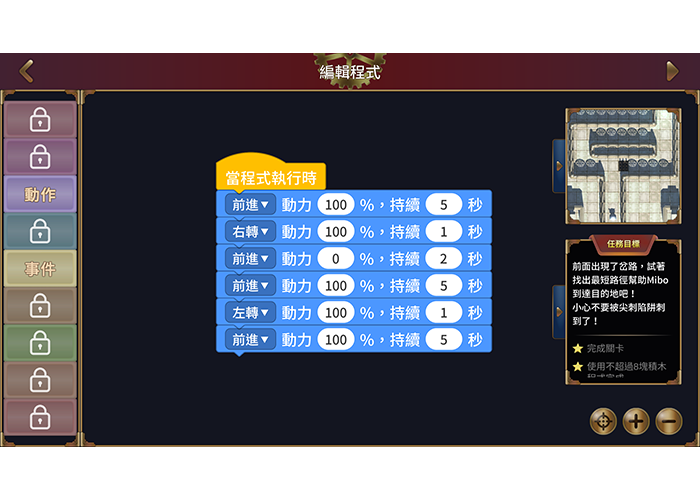 編輯程式
動作
事件
當程式執行時
前進▼ 動力 100 %，持續 5 秒
右轉▼ 動力 100 %，持續 1 秒
前進▼ 動力 0 %，持續 2 秒
前進▼ 動力 100 %，持續 5 秒
左轉▼ 動力 100 %，持續 1 秒
前進▼ 動力 100 %，持續 5 秒
任務目標
前面出現了岔路，試著
找出最短路徑幫助Mibo
到達目的地吧！
小心不要被尖刺陷阱刺
到了！
完成關卡
使用不超過8塊積木
程式完成